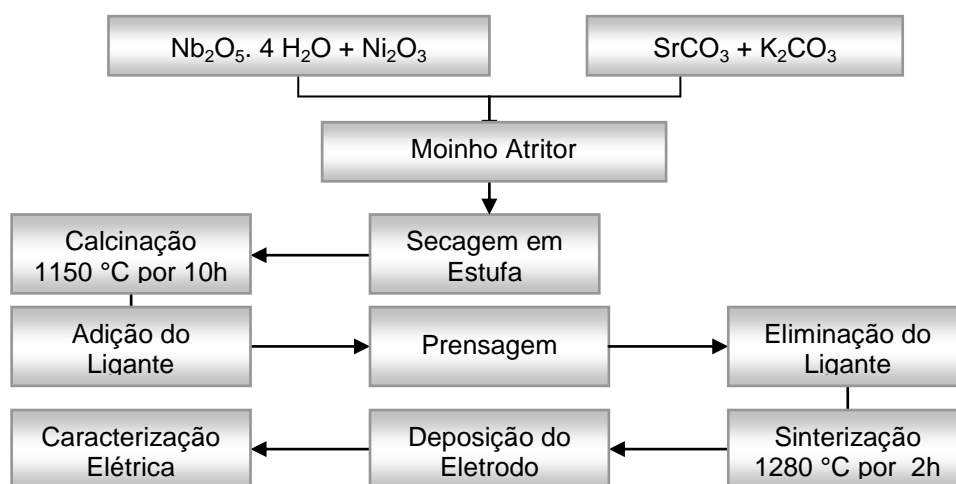 Nb₂O₅. 4 H₂O + Ni₂O₃
SrCO₃ + K₂CO₃
Moinho Atritor
Secagem em
Estufa
Calcinação
1150 °C por 10h
Adição do
Ligante
Prensagem
Eliminação do
Ligante
Sinterização
1280 °C por 2h
Deposição do
Eletrodo
Caracterização
Elétrica